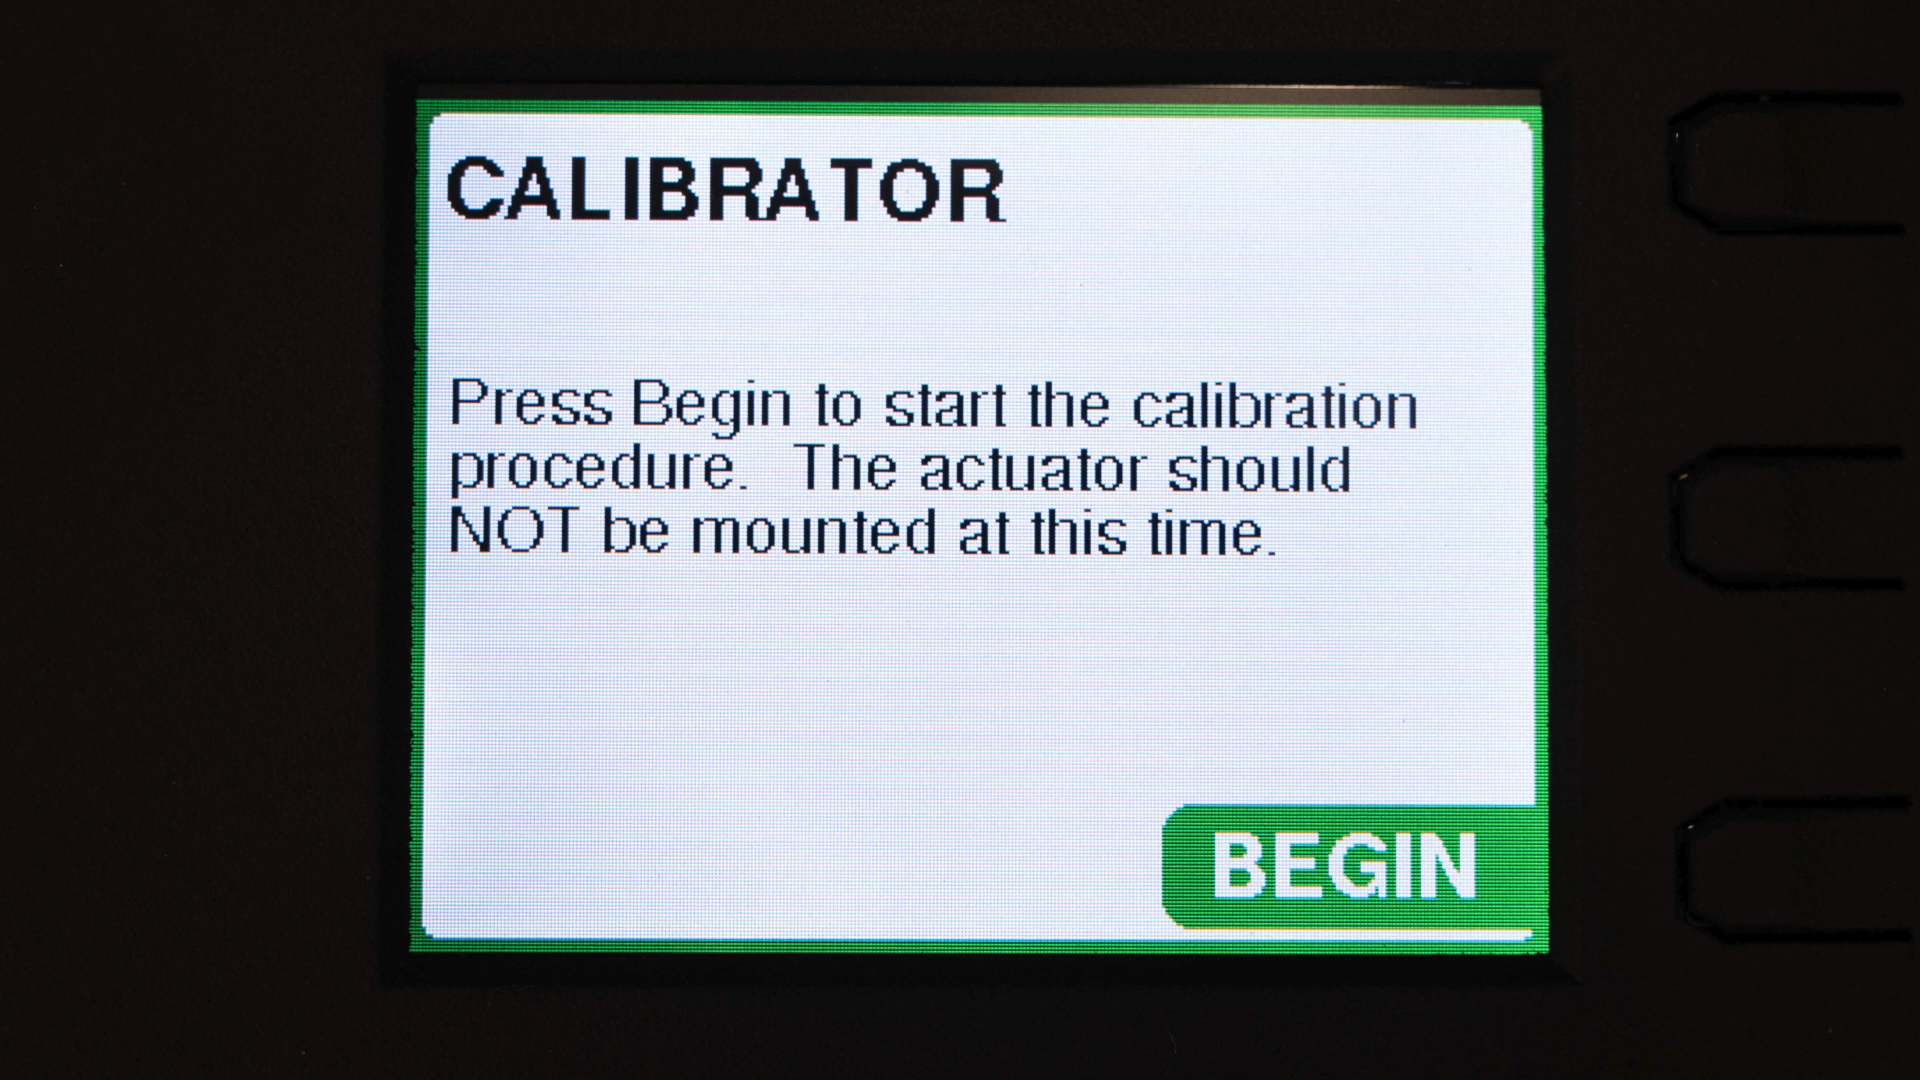 CALIBRATOR
Press Begin to start the calibration
procedure.  The actuator should
NOT be mounted at this time.
BEGIN